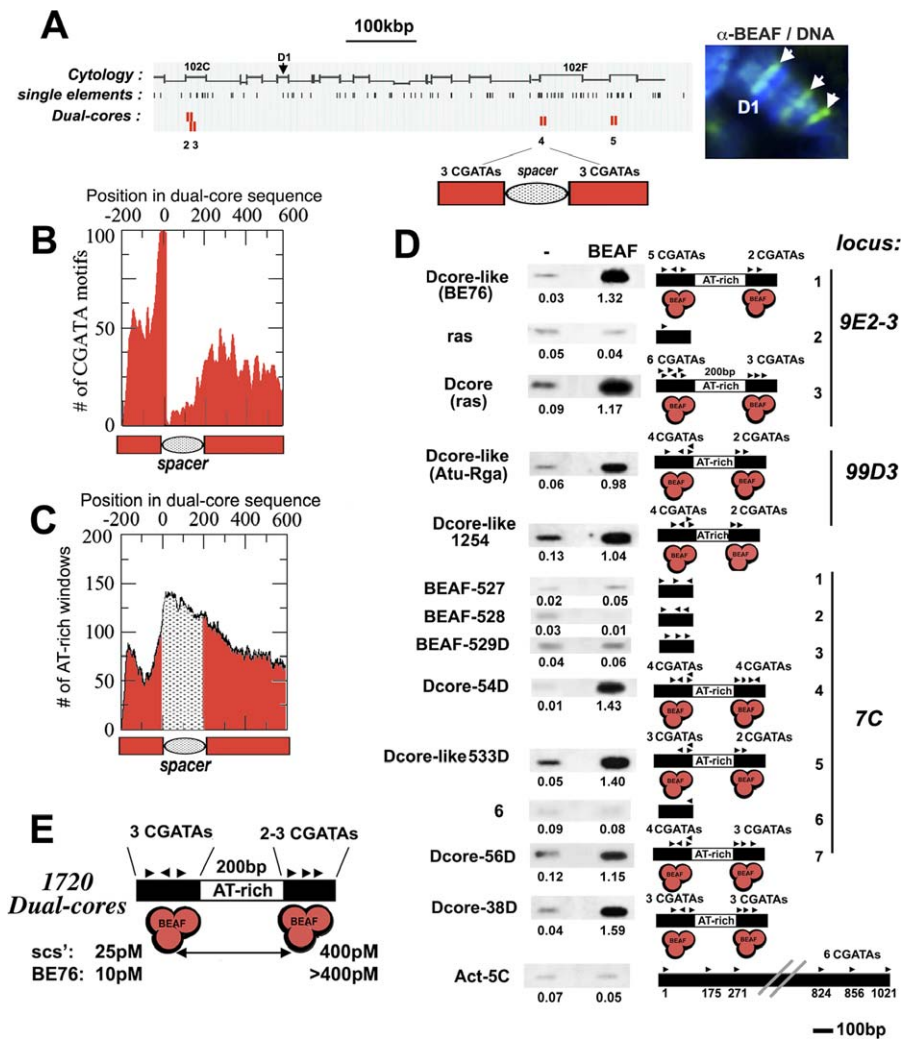 A
100kbp
α-BEAF / DNA
Cytology :
102C
D1
102F
single elements :
Dual-cores :
2 3
4
5
D1
3 CGATAs
spacer
3 CGATAs
B
Position in dual-core sequence
-200 0 200 400 600
# of CGATA motifs
100
50
0
spacer
C
Position in dual-core sequence
-200 0 200 400 600
# of AT-rich windows
200
150
100
50
0
spacer
D
-
BEAF
locus:
Dcore-like
(BE76)
0.03
1.32
5 CGATAs
2 CGATAs
AT-rich
BEAF
BEAF
1
ras
0.05
0.04
2
9E2-3
Dcore
(ras)
0.09
1.17
6 CGATAs
200bp
3 CGATAs
AT-rich
BEAF
BEAF
3
Dcore-like
(Atu-Rga)
0.06
0.98
4 CGATAs
2 CGATAs
AT-rich
BEAF
BEAF
99D3
Dcore-like
1254
0.13
1.04
4 CGATAs
2 CGATAs
ATrich
BEAF
BEAF
BEAF-527
0.02
0.05
1
BEAF-528
0.03
0.01
2
BEAF-529D
0.04
0.06
3
Dcore-54D
0.01
1.43
4 CGATAs
4 CGATAs
AT-rich
BEAF
BEAF
4
7C
Dcore-like 533D
0.05
1.40
3 CGATAs
2 CGATAs
AT-rich
BEAF
BEAF
5
6
0.09
0.08
6
Dcore-56D
0.12
1.15
4 CGATAs
3 CGATAs
AT-rich
BEAF
BEAF
7
Dcore-38D
0.04
1.59
3 CGATAs
3 CGATAs
AT-rich
BEAF
BEAF
Act-5C
0.07
0.05
6 CGATAs
1 175 271 824 856 1021
100bp
E
3 CGATAs
2-3 CGATAs
200bp
1720
Dual-cores
AT-rich
BEAF
BEAF
scs': 25pM 400pM
BE76: 10pM >400pM